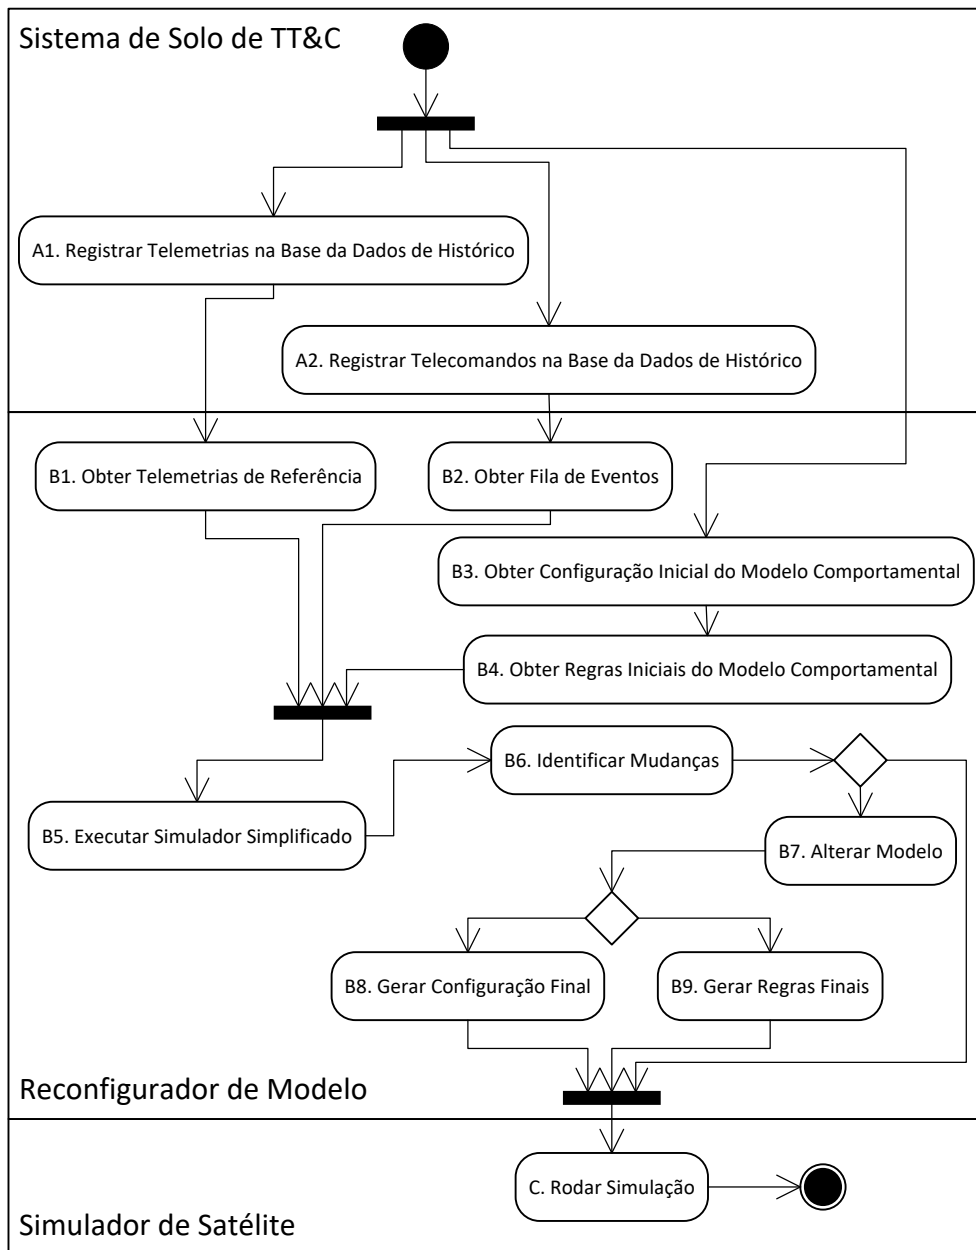 Sistema de Solo de TT&C
A1. Registrar Telemetrias na Base da Dados de Histórico
A2. Registrar Telecomandos na Base da Dados de Histórico
B1. Obter Telemetrias de Referência
B2. Obter Fila de Eventos
B3. Obter Configuração Inicial do Modelo Comportamental
B4. Obter Regras Iniciais do Modelo Comportamental
B6. Identificar Mudanças
B5. Executar Simulador Simplificado
B7. Alterar Modelo
B8. Gerar Configuração Final
B9. Gerar Regras Finais
Reconfigurador de Modelo
C. Rodar Simulação
Simulador de Satélite